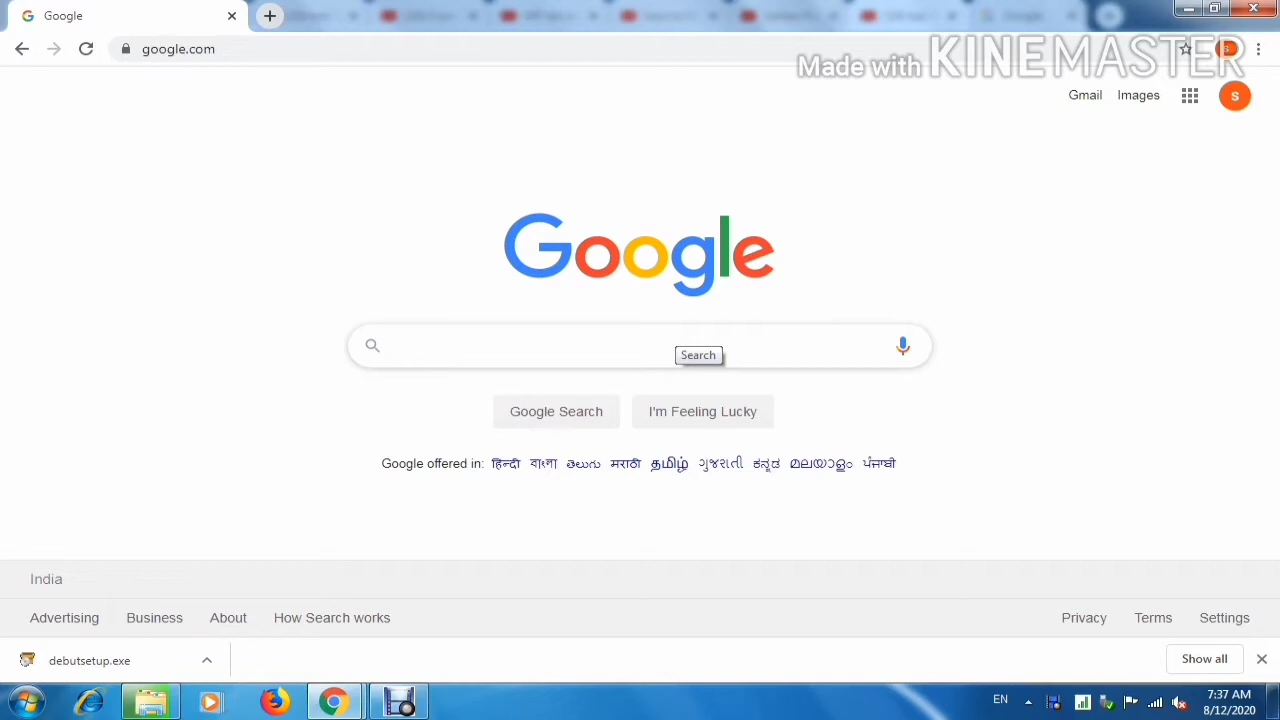 Google
google.com
Made with KINEMASTER
Gmail Images
S
Google
Search
Google Search I'm Feeling Lucky
Google offered in: हिन्दी বাংলা తెలుగు मराठी தமிழ் ગુજરાતી ಕನ್ನಡ മലയാളം ਪੰਜਾਬੀ
India
Advertising Business About How Search works Privacy Terms Settings
debutsetup.exe Show all
EN 7:37 AM
8/12/2020